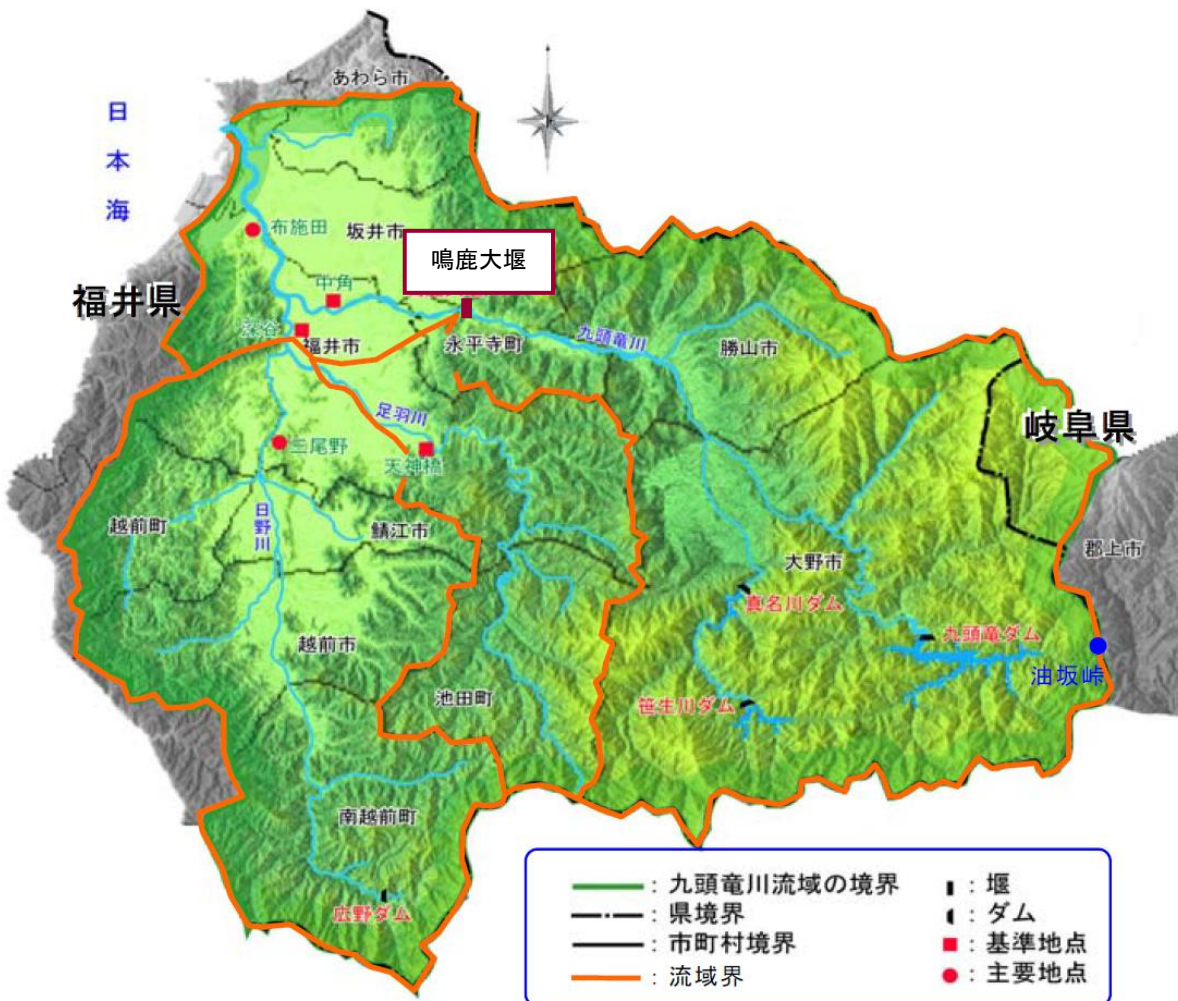 あわら市
日本海
布施田
坂井市
鳴鹿大堰
福井県
中角
深谷
福井市
永平寺町
九頭竜川
勝山市
足羽川
岐阜県
三尾野
天神橋
越前町
日野川
鯖江市
大野市
郡上市
真名川ダム
九頭竜ダム
越前市
油坂峠
池田町
笹生川ダム
南越前町
広野ダム
：九頭竜川流域の境界
：堰
：県境界
：ダム
：市町村境界
：基準地点
：流域界
：主要地点